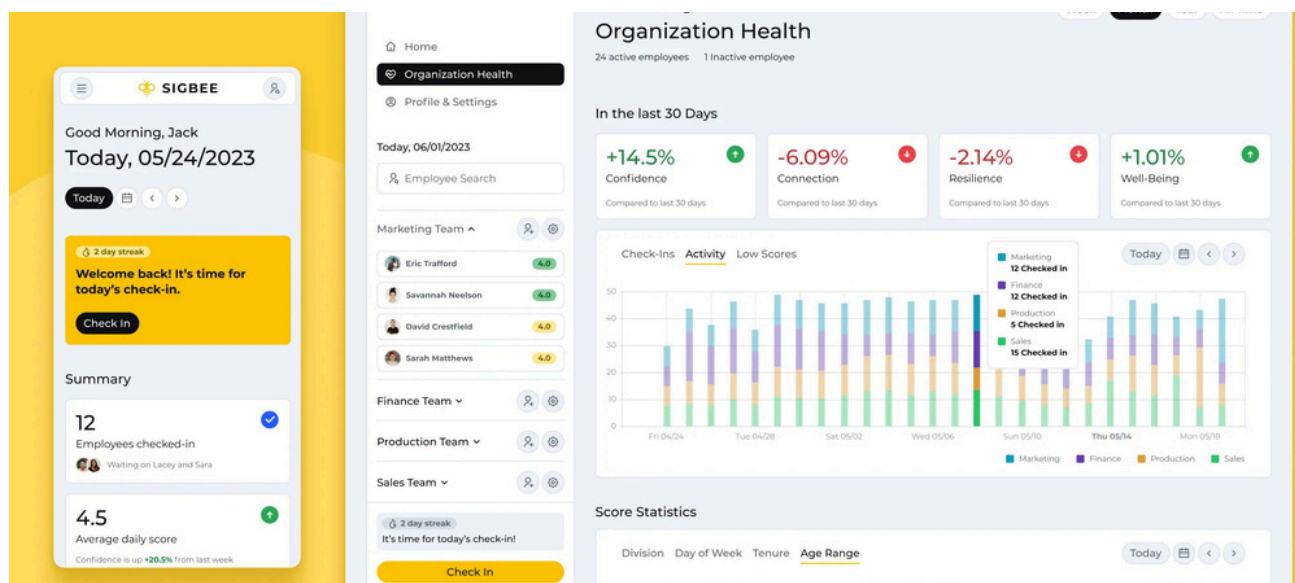 SIGBEE
Good Morning, Jack
Today, 05/24/2023
Today
2 day streak
Welcome back! It's time for
today's check-in.
Check In
Summary
12
Employees checked-in
Waiting on Lacey and Sara
4.5
Average daily score
Confidence is up +20.5% from last week
Home
Organization Health
Profile & Settings
Today, 06/01/2023
Employee Search
Marketing Team
Eric Trafford 4.0
Savannah Neelson 4.0
David Crestfield 4.0
Sarah Matthews 4.0
Finance Team
Production Team
Sales Team
2 day streak
It's time for today's check-in!
Check In
Organization Health
24 active employees 1 Inactive employee
In the last 30 Days
+14.5%
Confidence
Compared to last 30 days
-6.09%
Connection
Compared to last 30 days
-2.14%
Resilience
Compared to last 30 days
+1.01%
Well-Being
Compared to last 30 days
Check-Ins Activity Low Scores
Today
Marketing
12 Checked in
Finance
12 Checked in
Production
5 Checked in
Sales
15 Checked in
50
40
30
20
10
0
Fri 04/24 Tue 04/28 Sat 05/02 Wed 05/06 Sun 05/10 Thu 05/14 Mon 05/18
Marketing Finance Production Sales
Score Statistics
Division Day of Week Tenure Age Range
Today